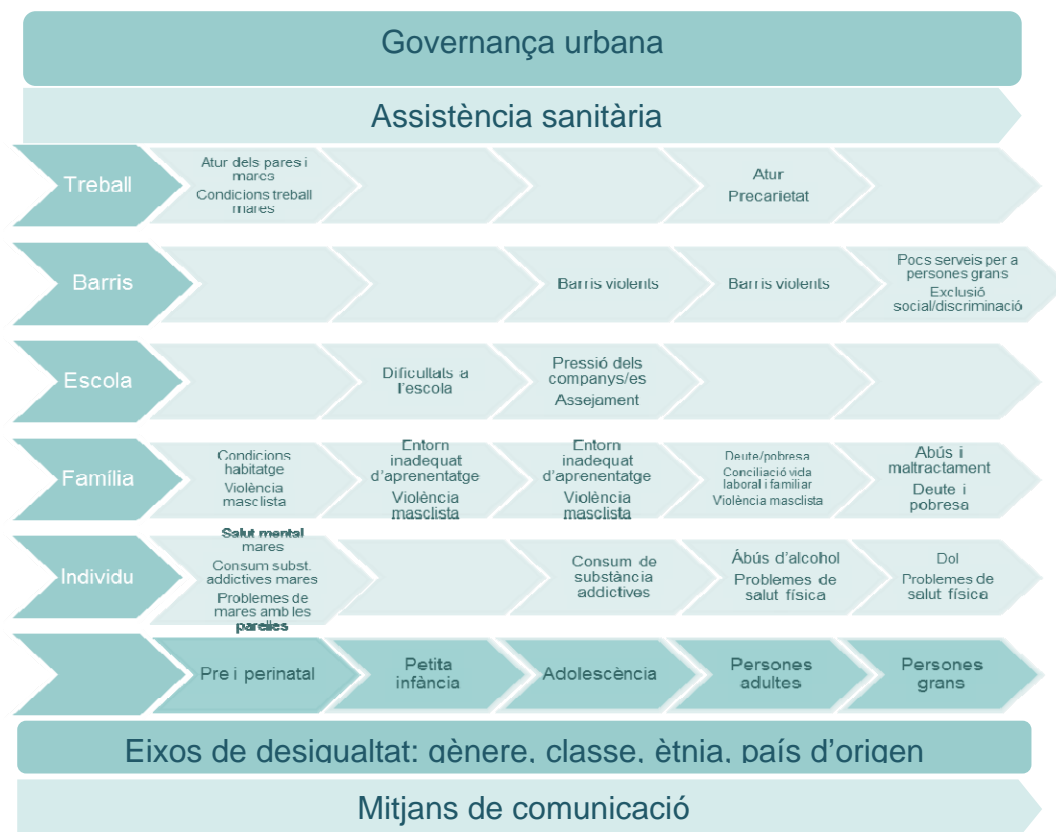 Governança urbana
Assistència sanitària
Treball
Atur dels pares i
mares
Condicions treball
mares
Atur
Precarietat
Barris
Barris violents
Barris violents
Pocs serveis per a
persones grans
Exclusió
social/discriminació
Escola
Dificultats a
l'escola
Pressió dels
companys/es
Assejament
Família
Condicions
habitatge
Violència
masclista
Entorn
inadequat
d'aprenentatge
Violència
masclista
Entorn
inadequat
d'aprenentatge
Violència
masclista
Deute/pobresa
Conciliació vida
laboral i familiar
Violència masclista
Abús i
maltractament
Deute i
pobresa
Individu
Salut mental
mares
Consum subst.
addictives mares
Problemes de
mares amb les
parelles
Consum de
substància
addictives
Ábús d'alcohol
Problemes de
salut física
Dol
Problemes de
salut física
Pre i perinatal
Petita
infància
Adolescència
Persones
adultes
Persones
grans
Eixos de desigualtat: gènere, classe, ètnia, país d'origen
Mitjans de comunicació